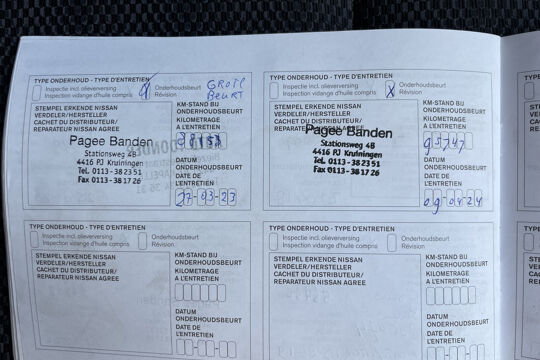 TYPE ONDERHOUD - TYPE D'ENTRETIEN
Inspectie incl. olieverversing
Inspection vidange d'huile compris
Onderhoudsbeurt
Révision
GROTE
BEURT
STEMPEL ERKENDE NISSAN
VERDELER/HERSTELLER
CACHET DU DISTRIBUTEUR/
REPARATEUR NISSAN AGREE
KM-STAND BIJ
ONDERHOUDSBEURT
KILOMETRAGE
A L'ENTRETIEN
Pagee Banden
Stationsweg 4B
4416 PJ Kruiningen
Tel. 0113 - 38 23 51
Fax 0113 - 38 17 26
DATUM
ONDERHOUDSBEURT
DATE DE
L'ENTRETIEN
27-03-23
TYPE ONDERHOUD - TYPE D'ENTRETIEN
Inspectie incl. olieverversing
Inspection vidange d'huile compris
X
Onderhoudsbeurt
Révision
STEMPEL ERKENDE NISSAN
VERDELER/HERSTELLER
CACHET DU DISTRIBUTEUR/
REPARATEUR NISSAN AGREE
KM-STAND BIJ
ONDERHOUDSBEURT
KILOMETRAGE
A L'ENTRETIEN
95747
Pagee Banden
Stationsweg 4B
4416 PJ Kruiningen
Tel. 0113 - 38 23 51
Fax 0113 - 38 17 26
DATUM
ONDERHOUDSBEURT
DATE DE
L'ENTRETIEN
09-04-24
TYPE ONDERHOUD - TYPE D'ENTRETIEN
Inspectie incl. olieverversing
Inspection vidange d'huile compris
Onderhoudsbeurt
Révision
STEMPEL ERKENDE NISSAN
VERDELER/HERSTELLER
CACHET DU DISTRIBUTEUR/
REPARATEUR NISSAN AGREE
KM-STAND BIJ
ONDERHOUDSBEURT
KILOMETRAGE
A L'ENTRETIEN
DATUM
ONDERHOUDSBEURT
DATE DE
L'ENTRETIEN
TYPE ONDERHOUD - TYPE D'ENTRETIEN
Inspectie incl. olieverversing
Inspection vidange d'huile compris
Onderhoudsbeurt
Révision
STEMPEL ERKENDE NISSAN
VERDELER/HERSTELLER
CACHET DU DISTRIBUTEUR/
REPARATEUR NISSAN AGREE
KM-STAND BIJ
ONDERHOUDSBEURT
KILOMETRAGE
A L'ENTRETIEN
DATUM
ONDERHOUDSBEURT
DATE DE
L'ENTRETIEN